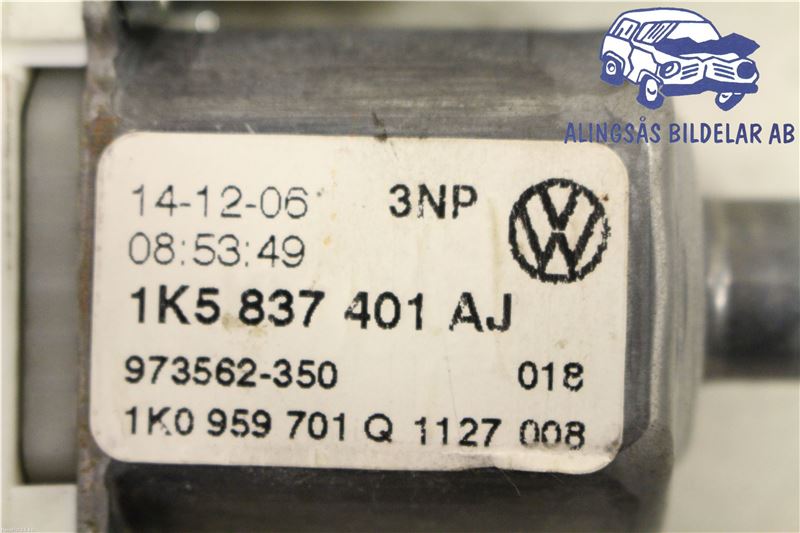 ALINGSÅS BILDELAR AB
14-12-06 3NP
08:53:49
1K5 837 401 AJ
973562-350 018
1K0 959 701 Q 1127 008